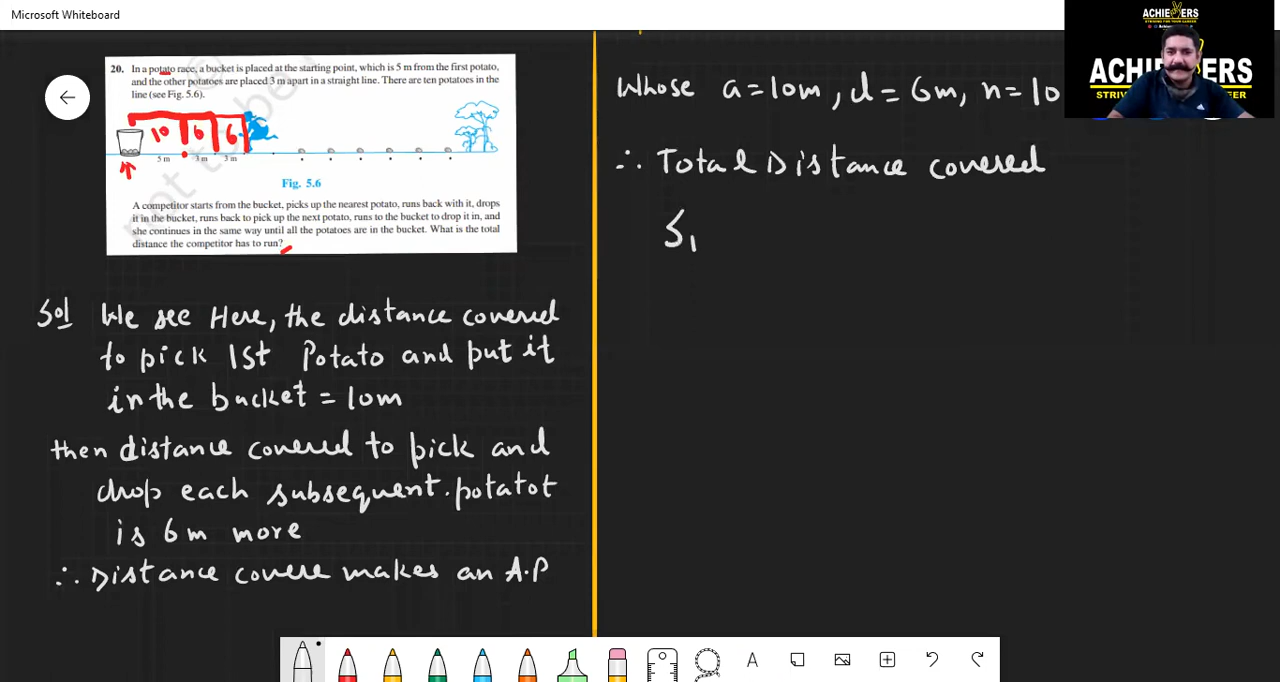 Microsoft Whiteboard
ACHIEVERS
STRIVING FOR YOUR CAREER
ACHIEVERS
20. In a potato race, a bucket is placed at the starting point, which is 5 m from the first potato,
and the other potatoes are placed 3 m apart in a straight line. There are ten potatoes in the
line (see Fig. 5.6).
10 6 6
5 m 3 m 3 m
Fig. 5.6
A competitor starts from the bucket, picks up the nearest potato, runs back with it, drops
it in the bucket, runs back to pick up the next potato, runs to the bucket to drop it in, and
she continues in the same way until all the potatoes are in the bucket. What is the total
distance the competitor has to run?
Sol We see Here, the distance covered
to pick 1st Potato and put it
in the bucket = 10m
then distance covered to pick and
drop each subsequent. potatot
is 6m more
∴ Distance covere makes an A.P
Whose a = 10m, d = 6m, n = 10
∴ Total Distance covered
S1
A